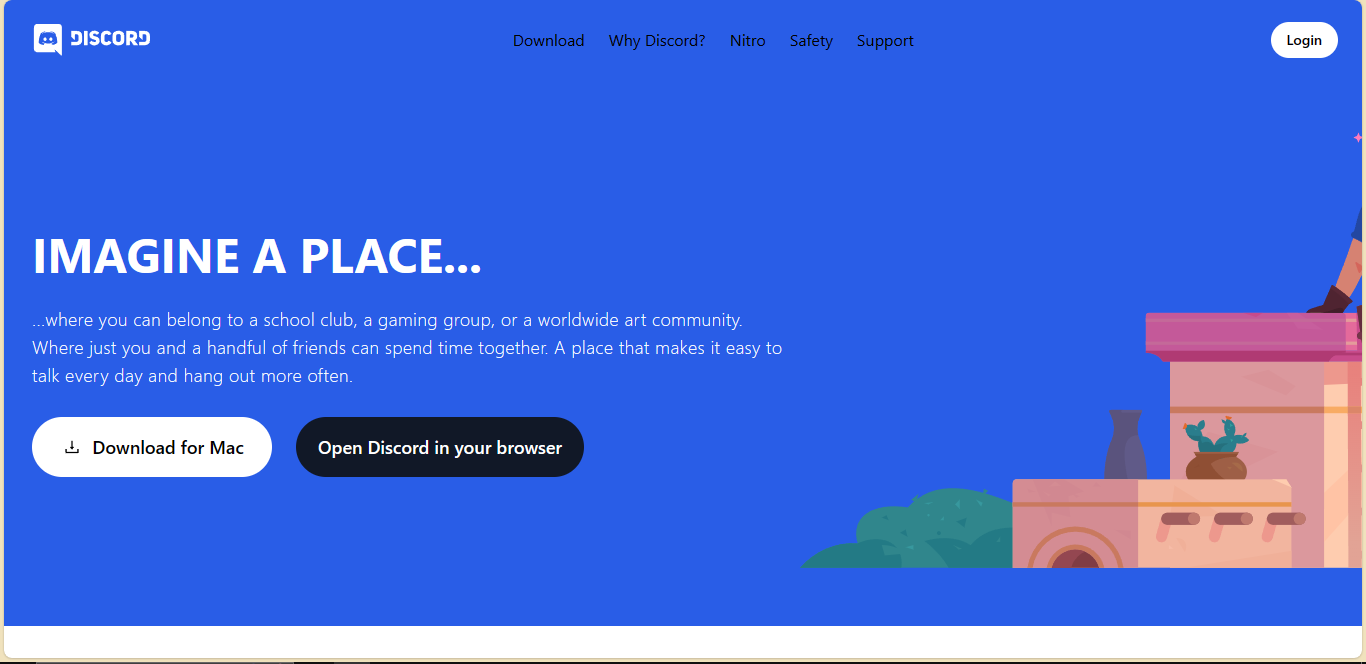 DISCORD
Download Why Discord? Nitro Safety Support
Login
IMAGINE A PLACE...
...where you can belong to a school club, a gaming group, or a worldwide art community.
Where just you and a handful of friends can spend time together. A place that makes it easy to
talk every day and hang out more often.
Download for Mac
Open Discord in your browser